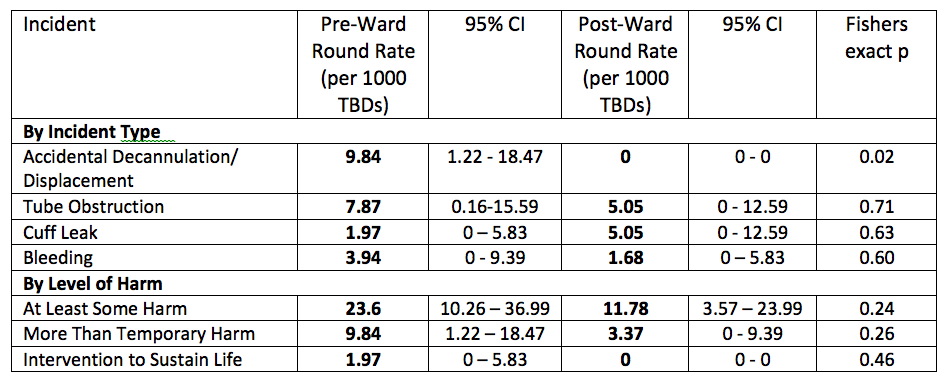 Incident Pre-Ward Round Rate (per 1000 TBDs) 95% CI Post-Ward Round Rate (per 1000 TBDs) 95% CI Fishers exact p
By Incident Type
Accidental Decannulation/ Displacement 9.84 1.22 - 18.47 0 0 - 0 0.02
Tube Obstruction 7.87 0.16-15.59 5.05 0 - 12.59 0.71
Cuff Leak 1.97 0 – 5.83 5.05 0 - 12.59 0.63
Bleeding 3.94 0 - 9.39 1.68 0 – 5.83 0.60
By Level of Harm
At Least Some Harm 23.6 10.26 – 36.99 11.78 3.57 – 23.99 0.24
More Than Temporary Harm 9.84 1.22 – 18.47 3.37 0 - 9.39 0.26
Intervention to Sustain Life 1.97 0 – 5.83 0 0 - 0 0.46